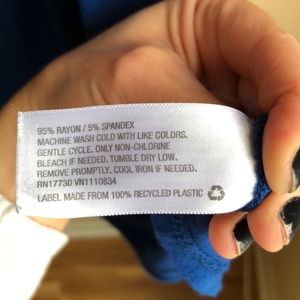 95% RAYON / 5% SPANDEX
MACHINE WASH COLD WITH LIKE COLORS.
GENTLE CYCLE. ONLY NON-CHLORINE
BLEACH IF NEEDED. TUMBLE DRY LOW.
REMOVE PROMPTLY. COOL IRON IF NEEDED.
RN17730 VN1110834
LABEL MADE FROM 100% RECYCLED PLASTIC